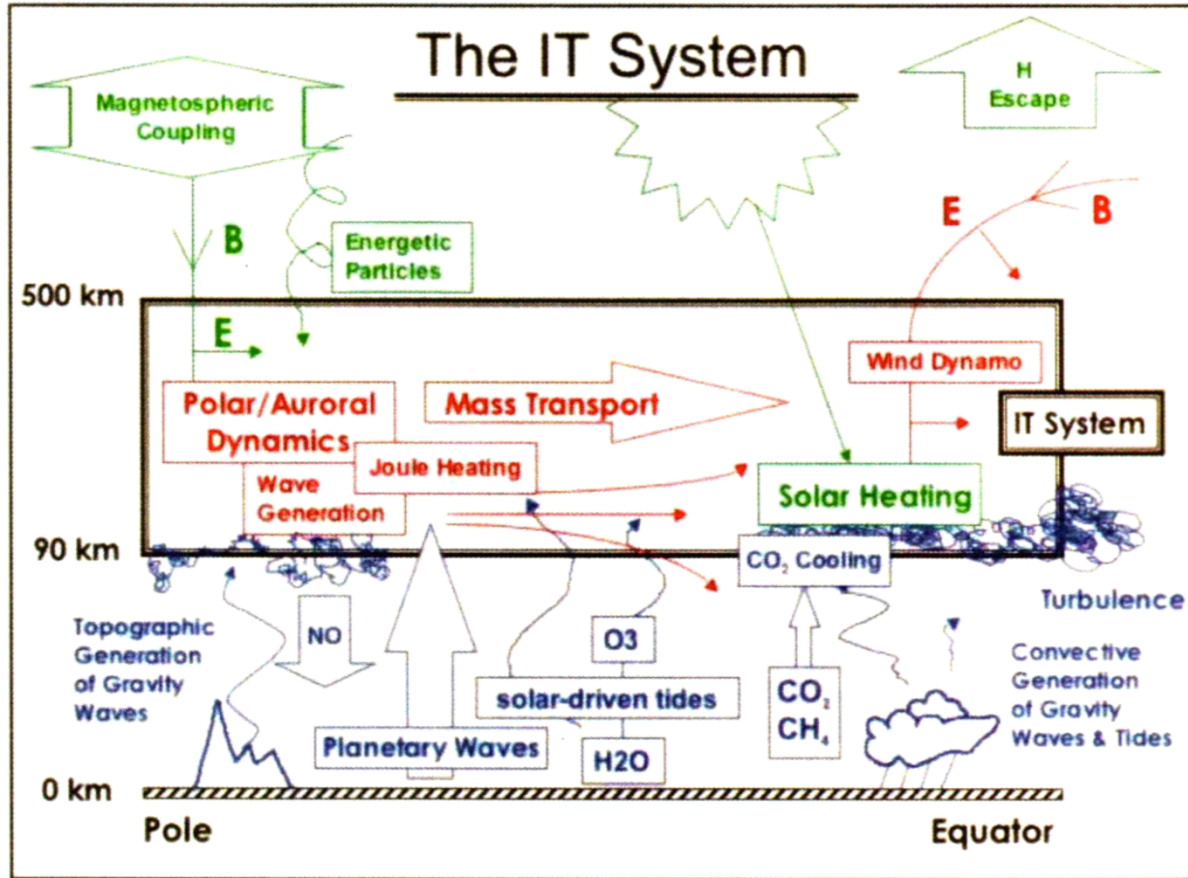 The IT System
Magnetospheric
Coupling
H
Escape
B
Energetic
Particles
E
B
500 km
E
Wind Dynamo
Polar/Auroral
Dynamics
Mass Transport
IT System
Joule Heating
Wave
Generation
Solar Heating
90 km
CO₂ Cooling
Turbulence
Topographic
Generation
of Gravity
Waves
NO
O3
Convective
Generation
of Gravity
Waves & Tides
solar-driven tides
CO₂
CH₄
Planetary Waves
H2O
0 km
Pole
Equator